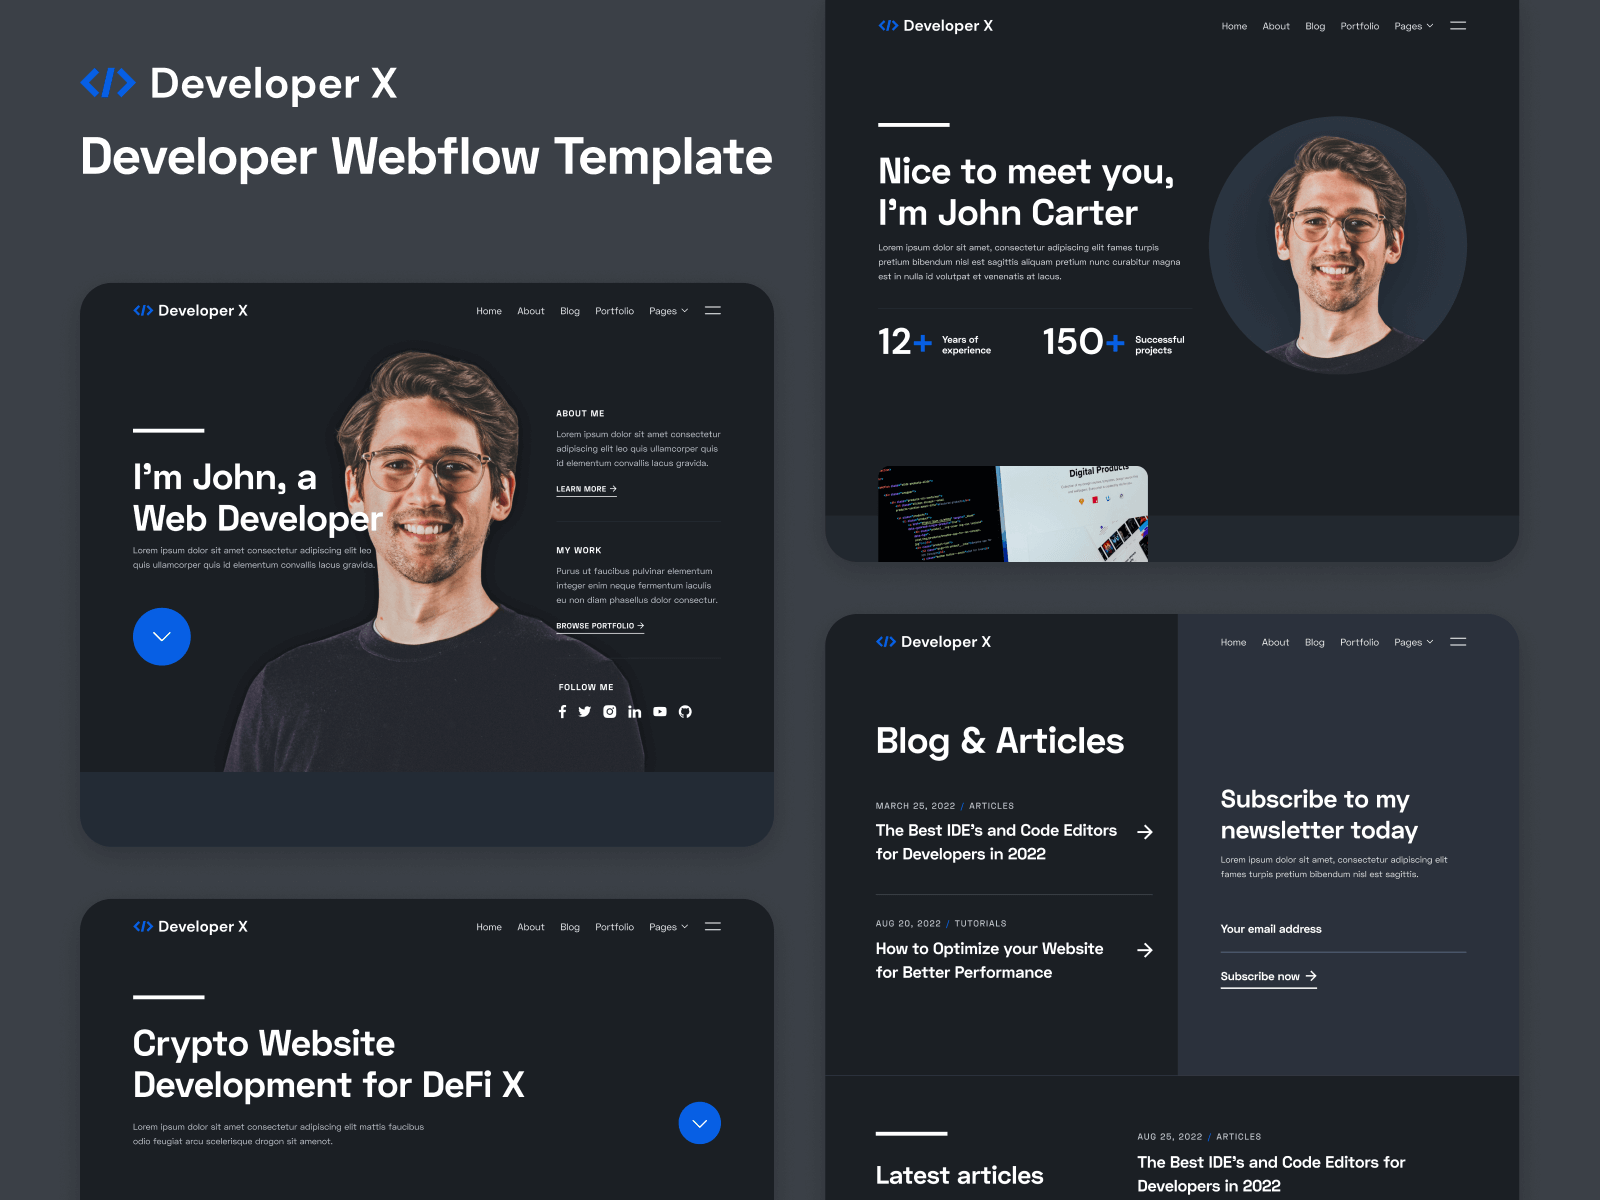 Developer X
Developer Webflow Template
Developer X
Home About Blog Portfolio Pages
I'm John, a
Web Developer
Lorem ipsum dolor sit amet consectetur adipiscing elit leo
quis ullamcorper quis id elementum convallis lacus gravida.
ABOUT ME
Lorem ipsum dolor sit amet consectetur
adipiscing elit leo quis ullamcorper quis
id elementum convallis lacus gravida.
LEARN MORE →
MY WORK
Purus ut faucibus pulvinar elementum
integer enim neque fermentum iaculis
eu non diam phasellus dolor consectur.
BROWSE PORTFOLIO →
FOLLOW ME
Developer X
Home About Blog Portfolio Pages
Crypto Website
Development for DeFi X
Lorem ipsum dolor sit amet consectetur adipiscing elit mattis faucibus
odio feugiat arcu scelerisque drogon sit amenot.
Developer X
Home About Blog Portfolio Pages
Nice to meet you,
I'm John Carter
Lorem ipsum dolor sit amet, consectetur adipiscing elit fames turpis
pretium bibendum nisl est sagittis aliquam pretium nunc curabitur magna
est in nulla id volutpat et venenatis at lacus.
12+ Years of
experience
150+ Successful
projects
Digital Products
Developer X
Home About Blog Portfolio Pages
Blog & Articles
MARCH 25, 2022 / ARTICLES
The Best IDE's and Code Editors
for Developers in 2022
AUG 20, 2022 / TUTORIALS
How to Optimize your Website
for Better Performance
Subscribe to my
newsletter today
Lorem ipsum dolor sit amet, consectetur adipiscing elit
fames turpis pretium bibendum nisl est sagittis.
Your email address
Subscribe now →
Latest articles
AUG 25, 2022 / ARTICLES
The Best IDE's and Code Editors for
Developers in 2022